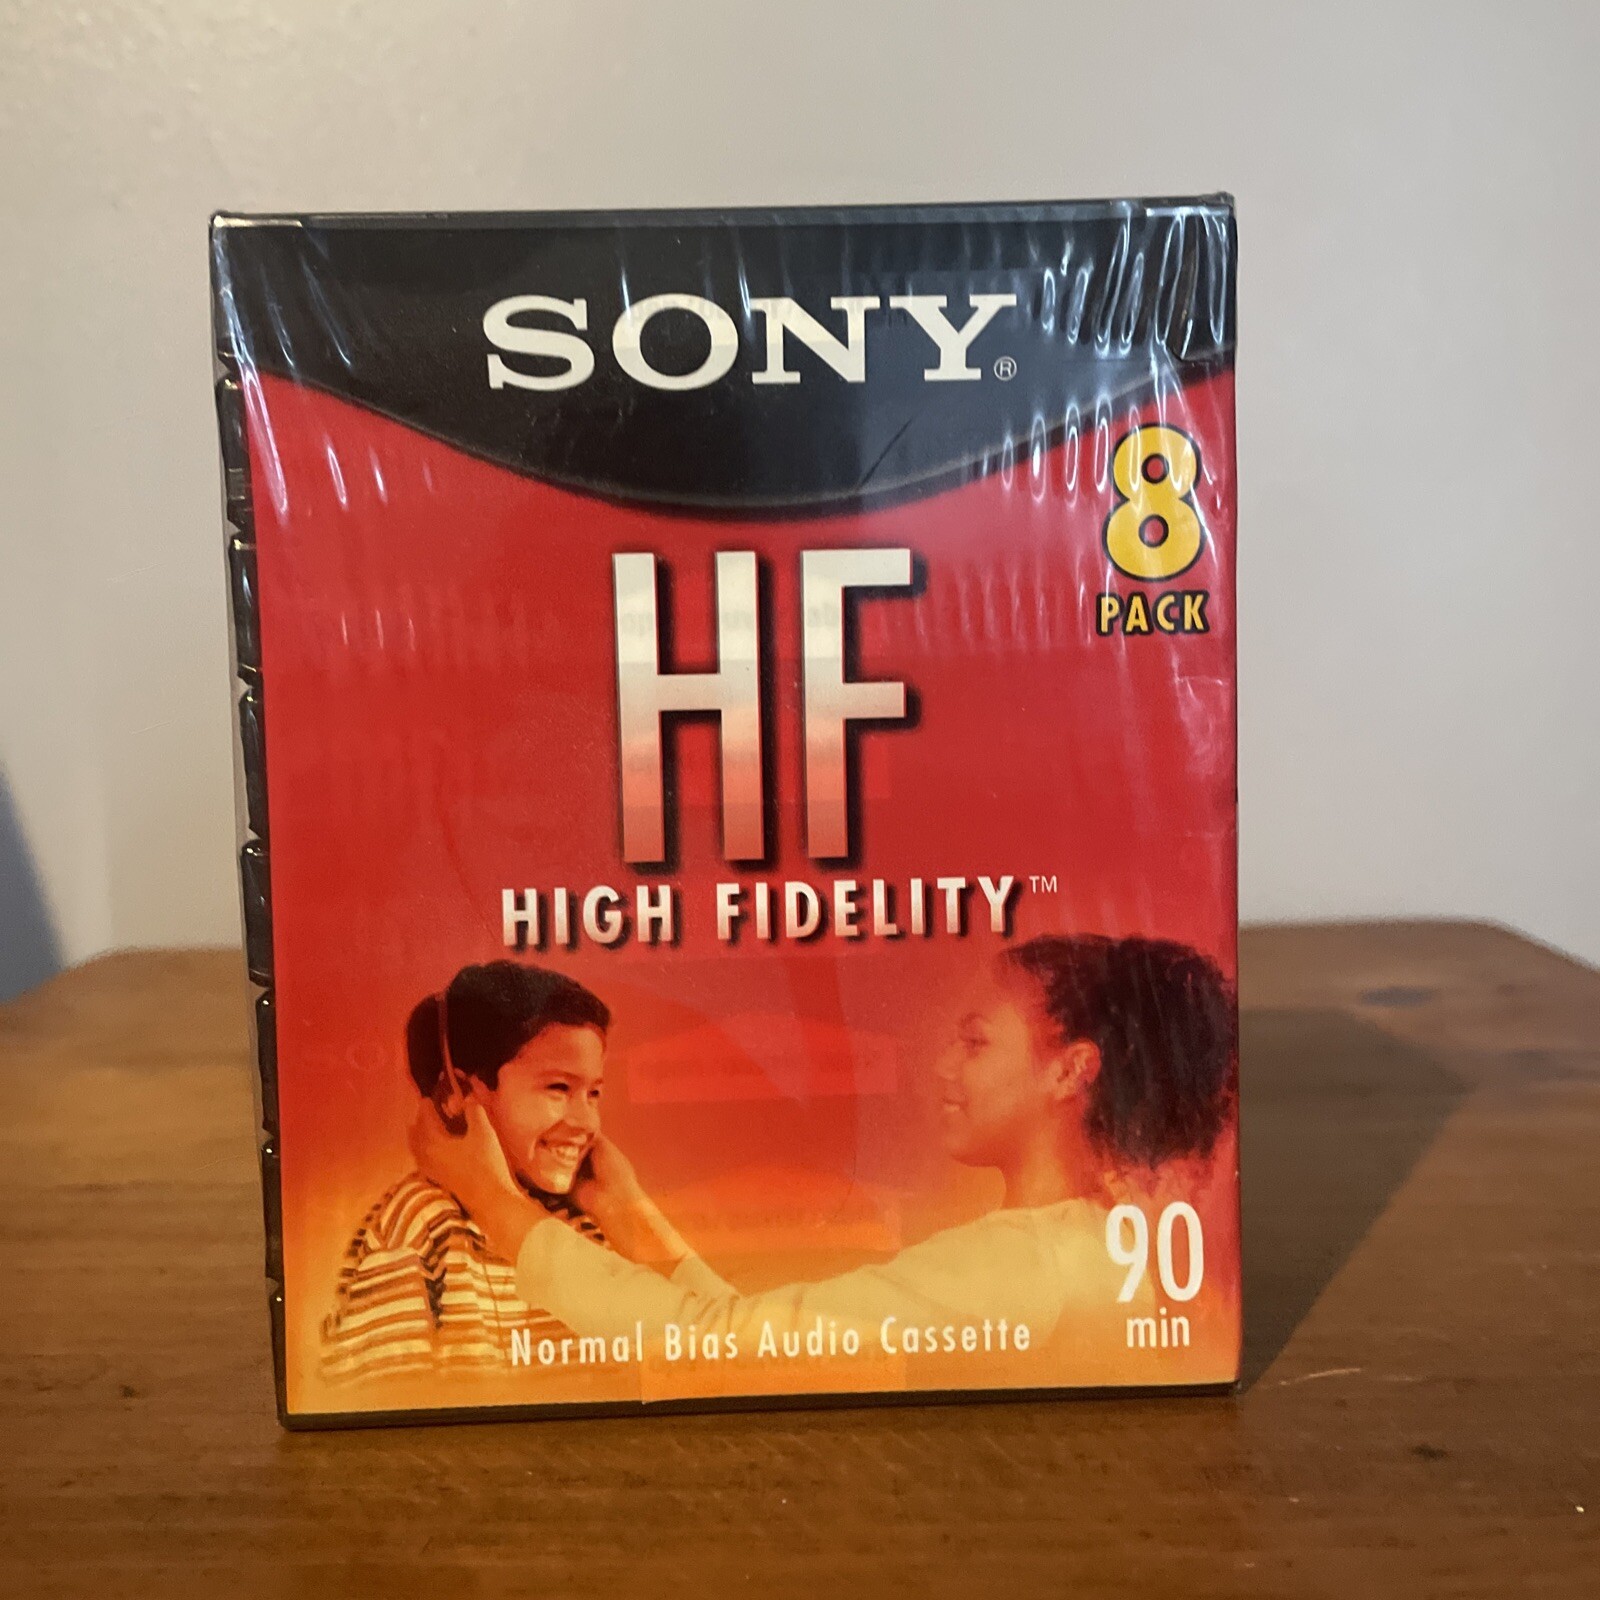 SONY®
8
PACK
HF
HIGH FIDELITY™
90
min
Normal Bias Audio Cassette